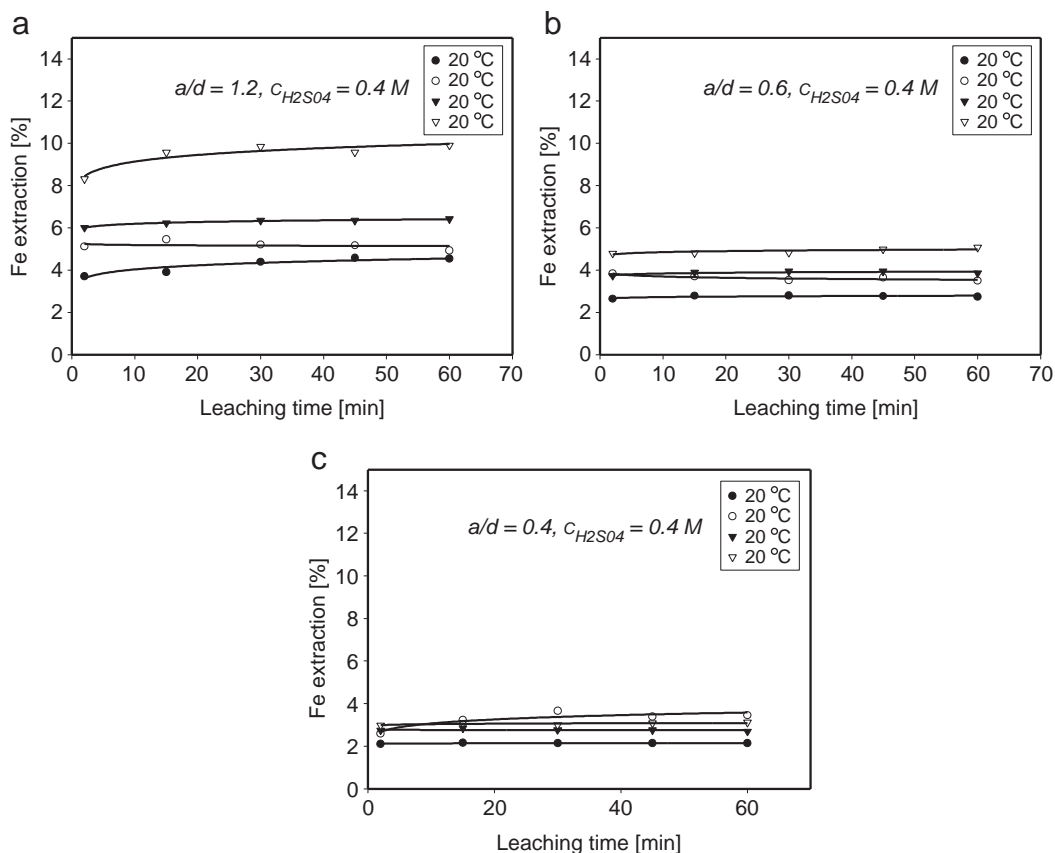 a
14
12
10
8
6
4
2
0
Fe extraction [%]
a/d = 1.2, cH2S04 = 0.4 M
20 °C
20 °C
20 °C
20 °C
0 10 20 30 40 50 60 70
Leaching time [min]
b
14
12
10
8
6
4
2
0
Fe extraction [%]
a/d = 0.6, cH2S04 = 0.4 M
20 °C
20 °C
20 °C
20 °C
0 10 20 30 40 50 60 70
Leaching time [min]
c
14
12
10
8
6
4
2
0
Fe extraction [%]
a/d = 0.4, cH2S04 = 0.4 M
20 °C
20 °C
20 °C
20 °C
0 20 40 60
Leaching time [min]